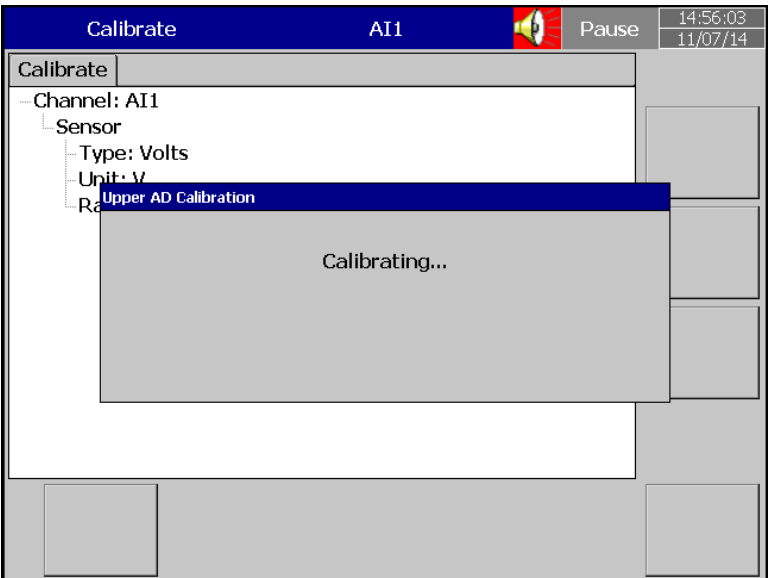 Calibrate AI1 Pause 14:56:03
11/07/14
Calibrate
Channel: AI1
Sensor
Type: Volts
Unit: V
Upper AD Calibration
Calibrating...